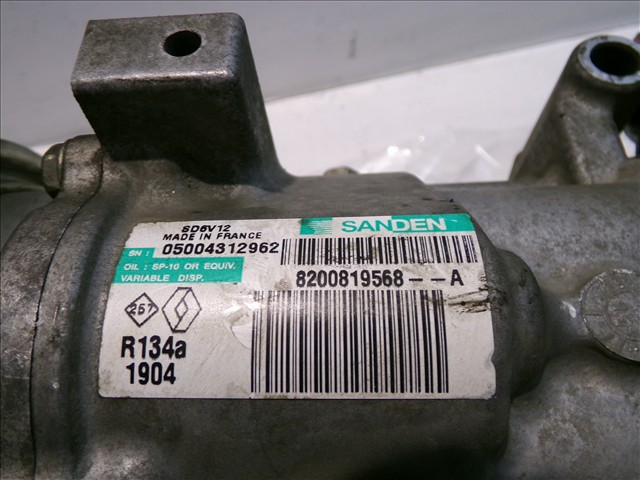 SD6V12
MADE IN FRANCE
SANDEN
SN : 05004312962
OIL : SP-10 OR EQUIV.
VARIABLE DISP.
8200819568--A
257
R134a
1904